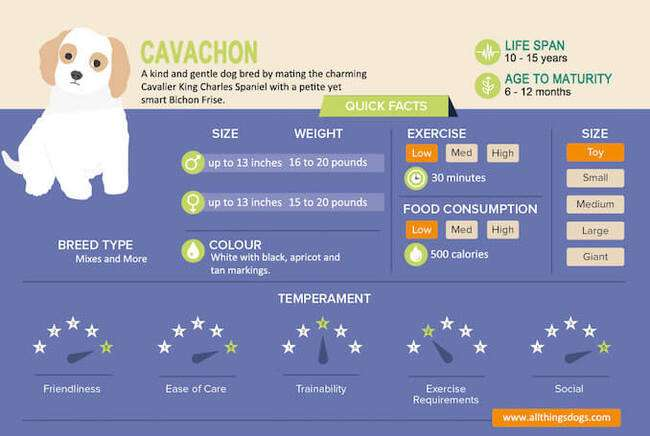 CAVACHON
A kind and gentle dog bred by mating the charming
Cavalier King Charles Spaniel with a petite yet
smart Bichon Frise.
LIFE SPAN
10 - 15 years
AGE TO MATURITY
6 - 12 months
QUICK FACTS
SIZE WEIGHT
up to 13 inches 16 to 20 pounds
up to 13 inches 15 to 20 pounds
BREED TYPE
Mixes and More
COLOUR
White with black, apricot and
tan markings.
EXERCISE
Low Med High
30 minutes
FOOD CONSUMPTION
Low Med High
500 calories
SIZE
Toy
Small
Medium
Large
Giant
TEMPERAMENT
Friendliness
Ease of Care
Trainability
Exercise
Requirements
Social
www.allthingsdogs.com